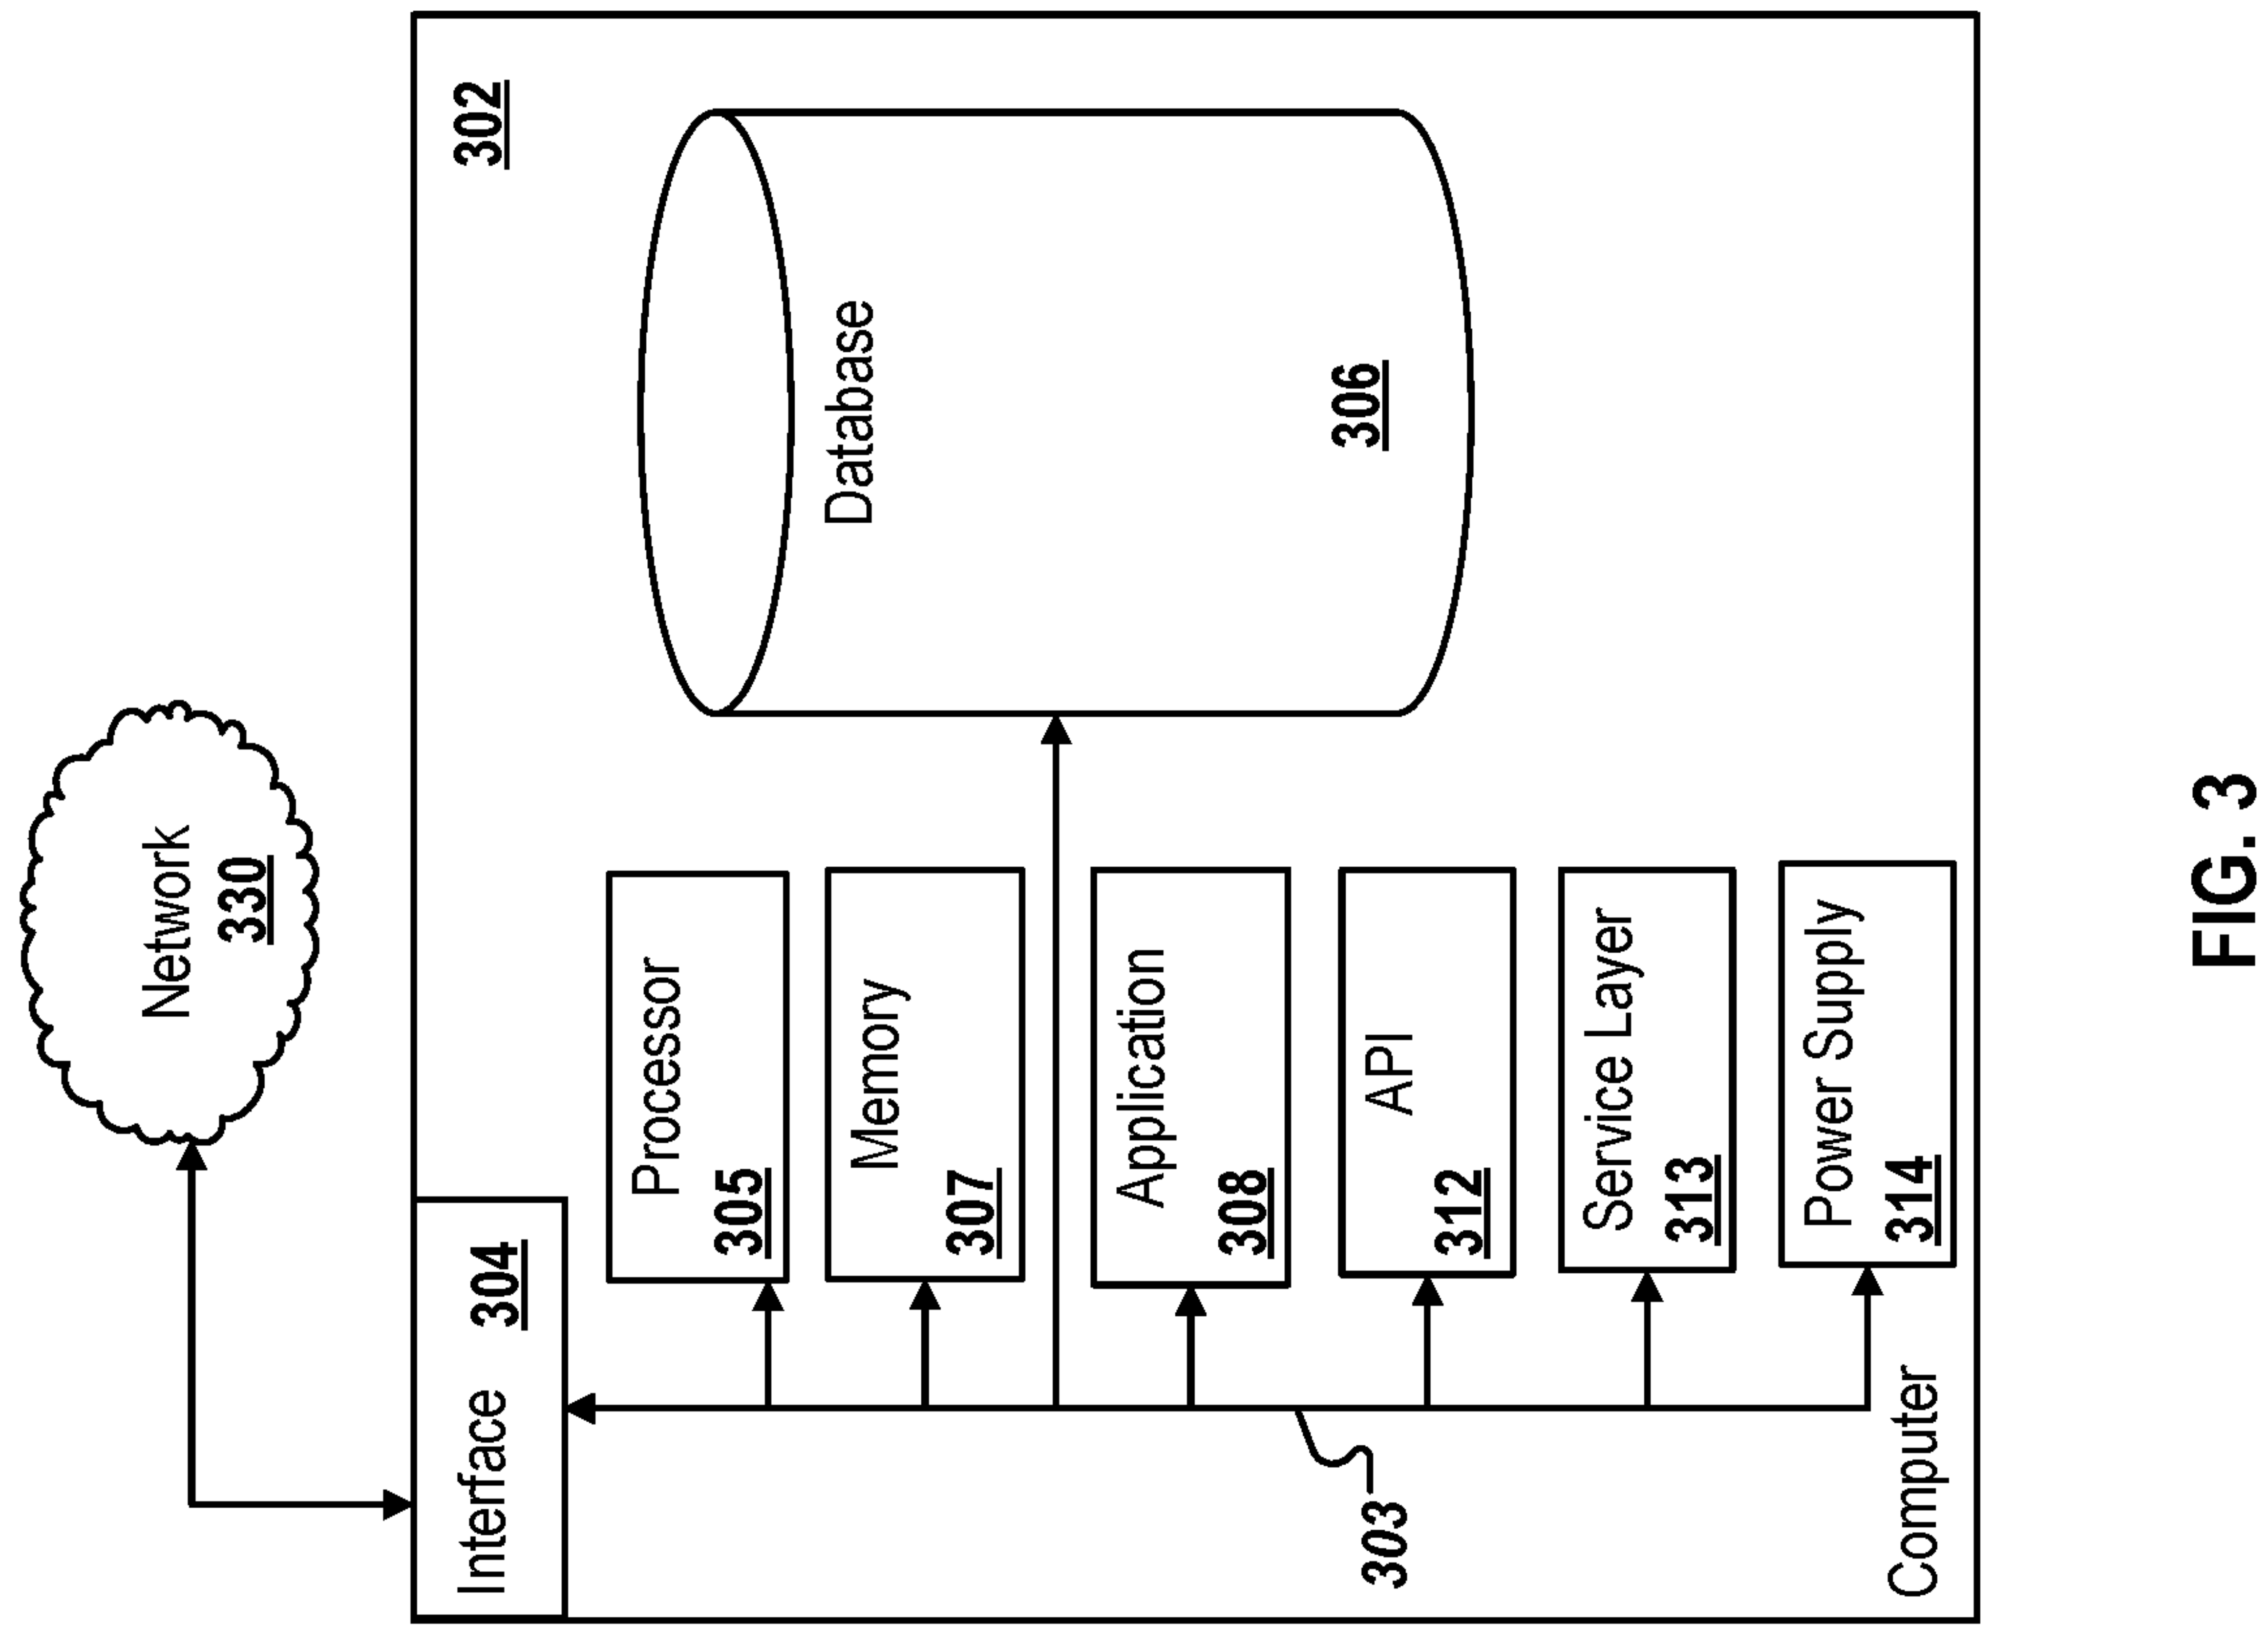 Network
330
302
Interface 304
Processor
305
Memory
307
Database
306
Application
308
303
API
312
Service Layer
313
Power Supply
314
Computer
FIG. 3